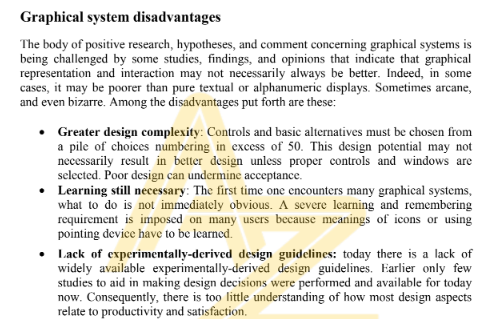 Graphical system disadvantages
The body of positive research, hypotheses, and comment concerning graphical systems is
being challenged by some studies, findings, and opinions that indicate that graphical
representation and interaction may not necessarily always be better. Indeed, in some
cases, it may be poorer than pure textual or alphanumeric displays. Sometimes arcane,
and even bizarre. Among the disadvantages put forth are these:
• Greater design complexity: Controls and basic alternatives must be chosen from
a pile of choices numbering in excess of 50. This design potential may not
necessarily result in better design unless proper controls and windows are
selected. Poor design can undermine acceptance.
• Learning still necessary: The first time one encounters many graphical systems,
what to do is not immediately obvious. A severe learning and remembering
requirement is imposed on many users because meanings of icons or using
pointing device have to be learned.
• Lack of experimentally-derived design guidelines: today there is a lack of
widely available experimentally-derived design guidelines. Earlier only few
studies to aid in making design decisions were performed and available for today
now. Consequently, there is too little understanding of how most design aspects
relate to productivity and satisfaction.